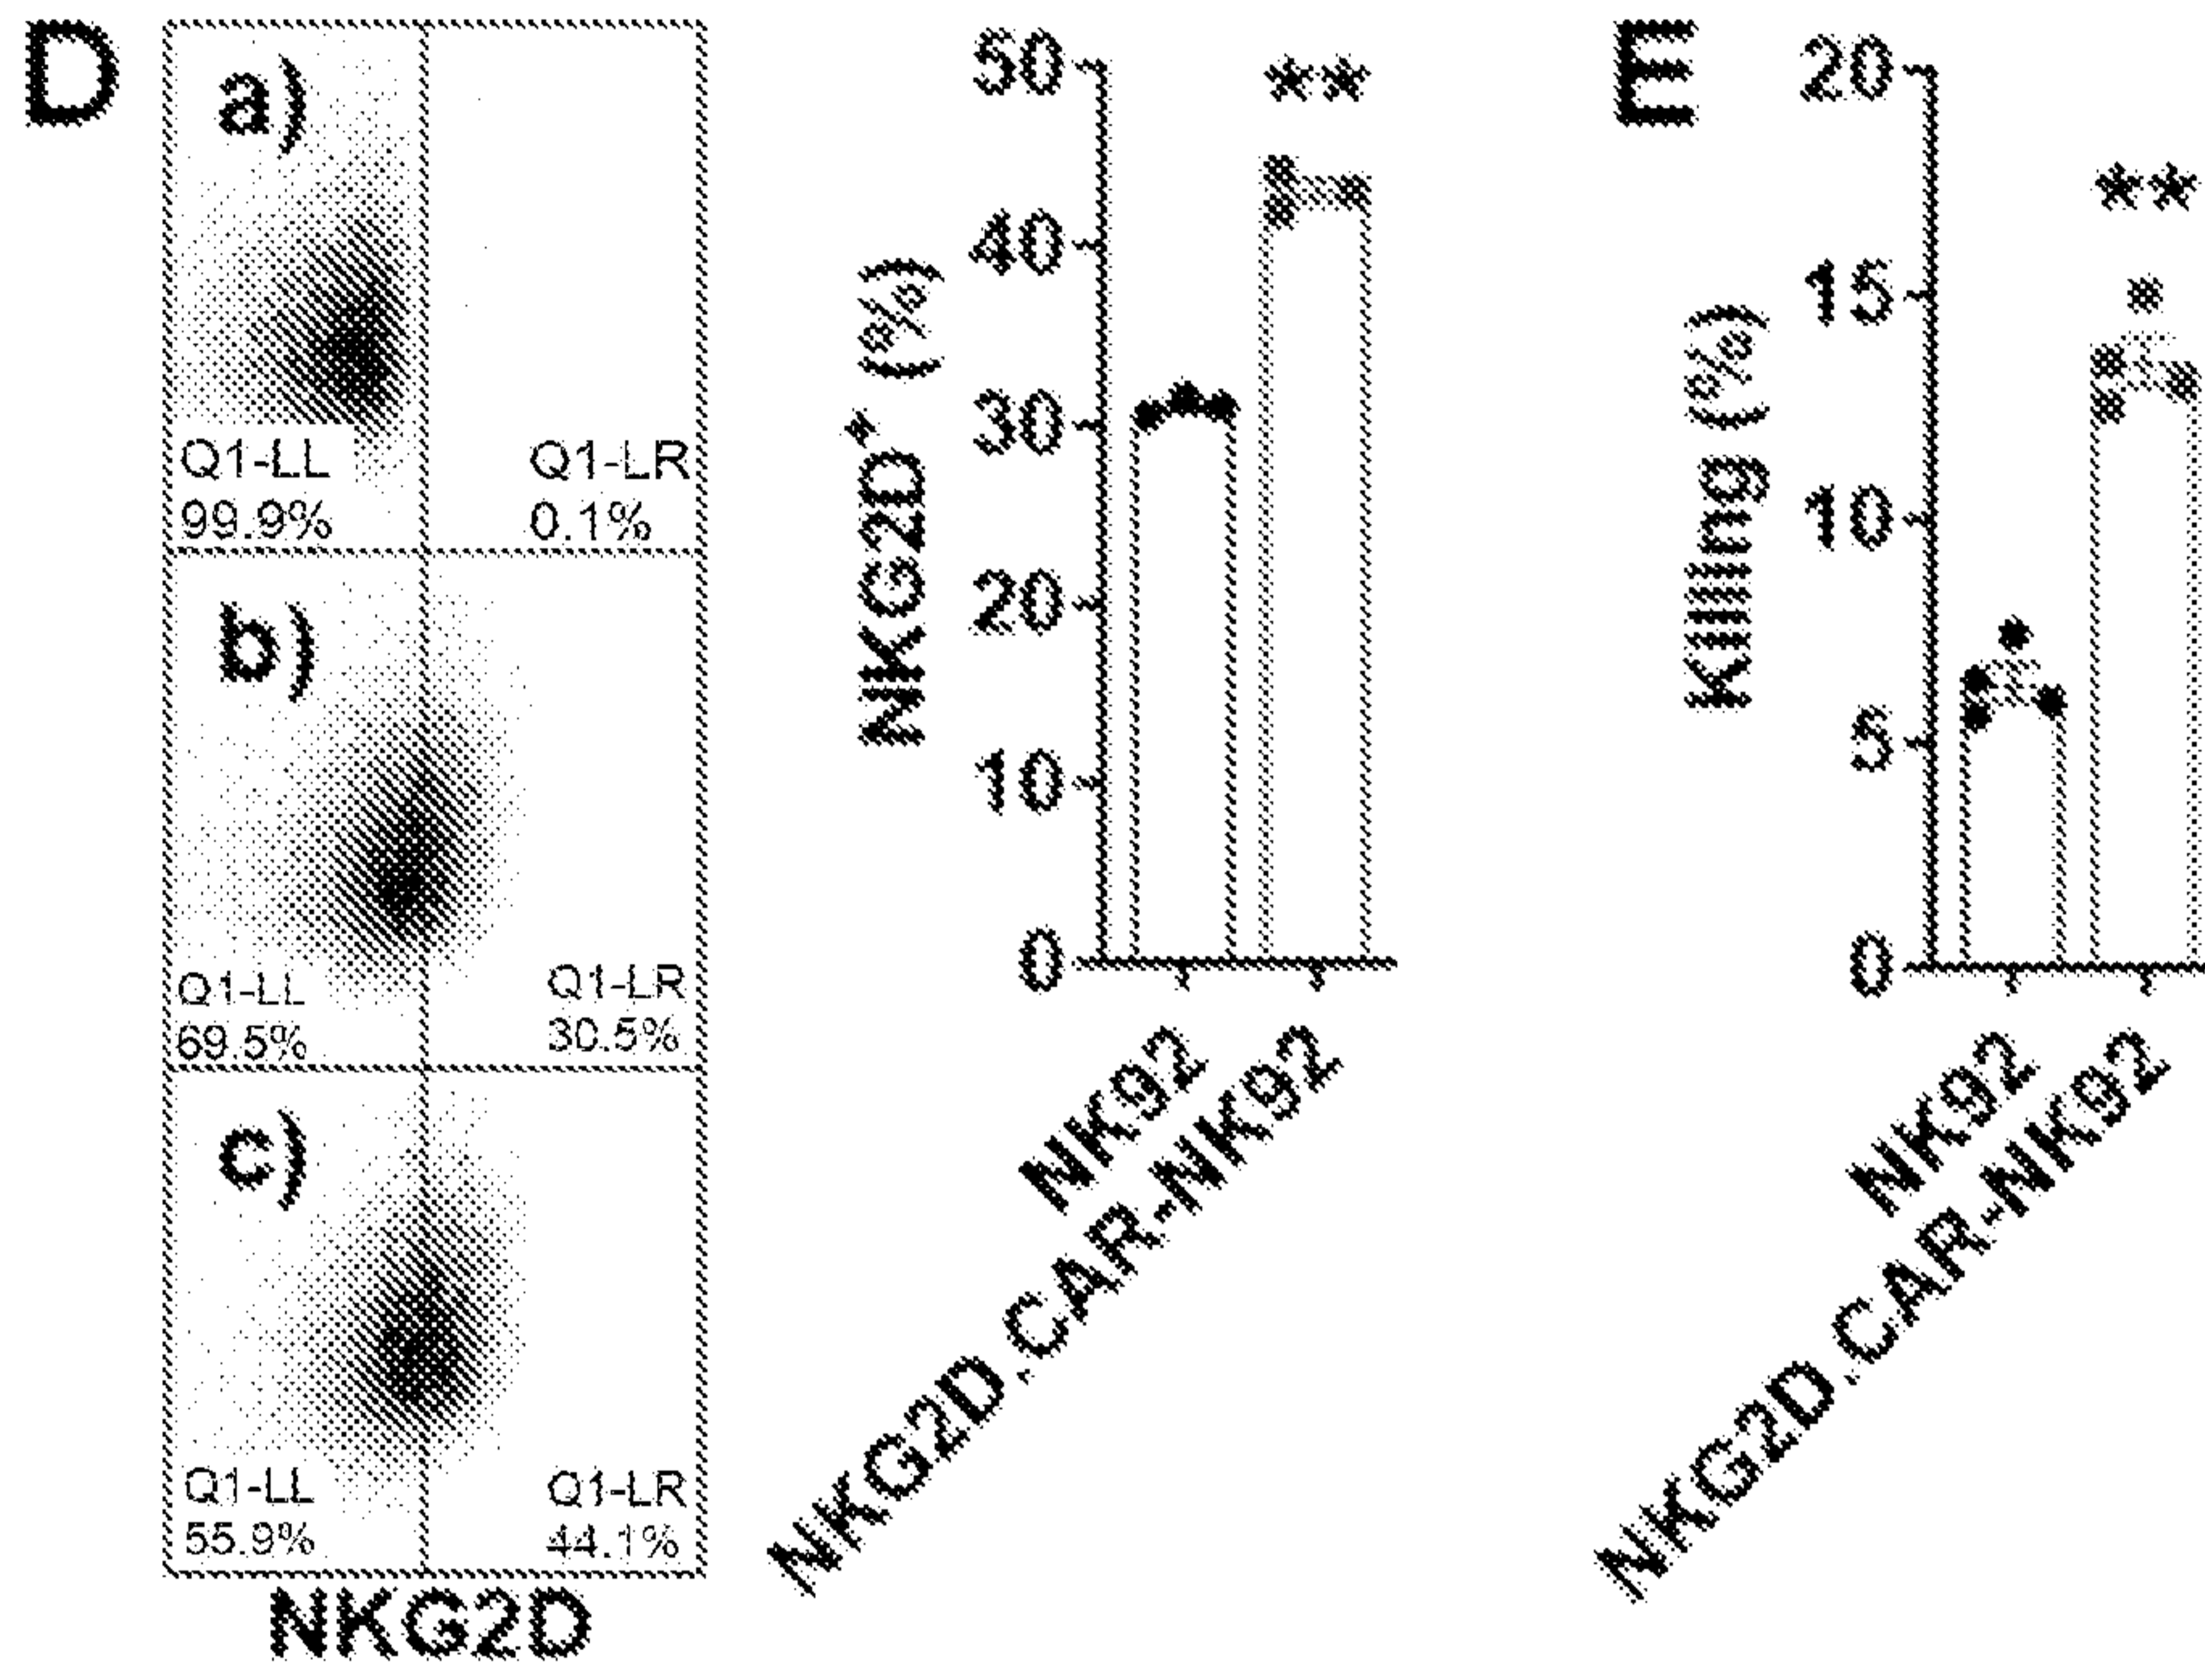 D
a)
Q1-LL
99.9%
Q1-LR
0.1%
b)
Q1-LL
69.5%
Q1-LR
30.5%
c)
Q1-LL
55.9%
Q1-LR
44.1%
NKG2D
NKG2D⁺ (%)
50
40
30
20
10
0
**
NK92
NKG2D.CAR-NK92
E
Killing (%)
20
15
10
5
0
**
NK92
NKG2D.CAR-NK92